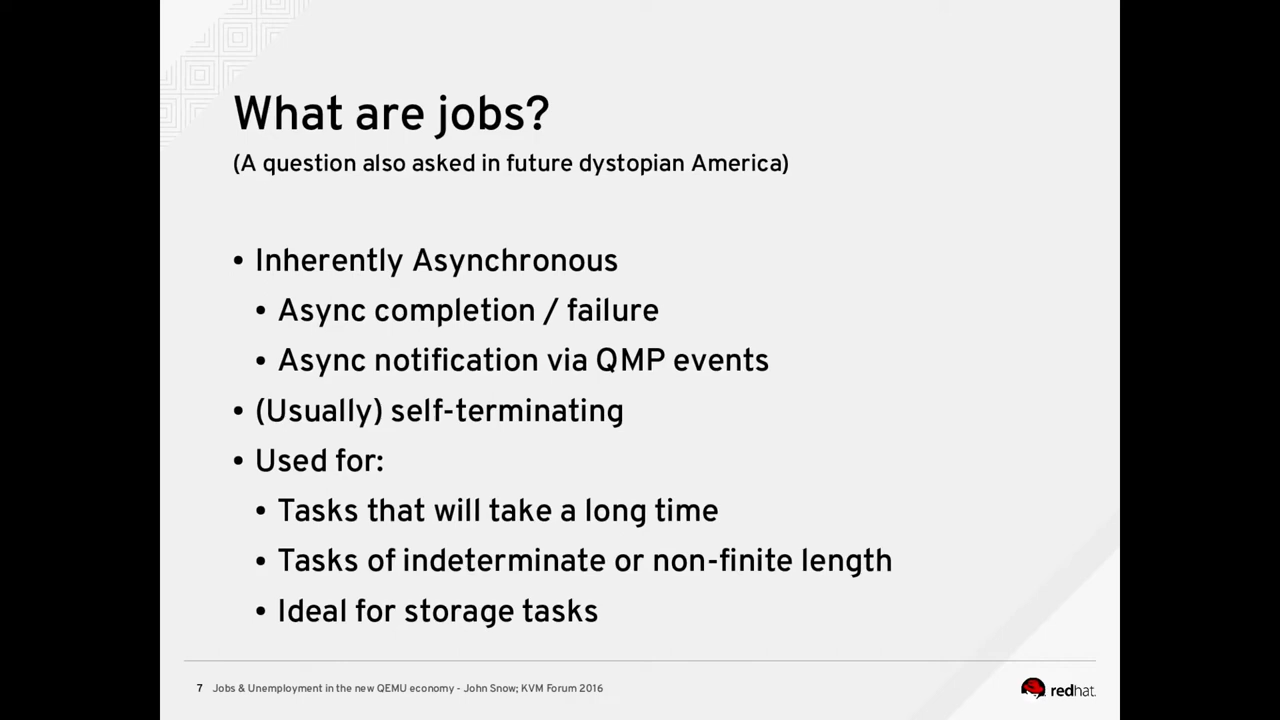 What are jobs?
(A question also asked in future dystopian America)
• Inherently Asynchronous
• Async completion / failure
• Async notification via QMP events
• (Usually) self-terminating
• Used for:
• Tasks that will take a long time
• Tasks of indeterminate or non-finite length
• Ideal for storage tasks
7 Jobs & Unemployment in the new QEMU economy - John Snow; KVM Forum 2016
redhat.